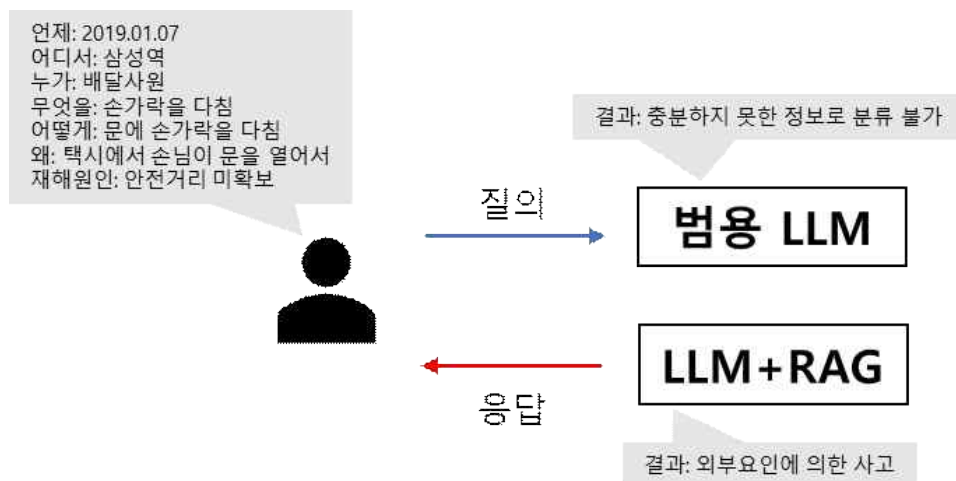 언제: 2019.01.07
어디서: 삼성역
누가: 배달사원
무엇을: 손가락을 다침
어떻게: 문에 손가락을 다침
왜: 택시에서 손님이 문을 열어서
재해원인: 안전거리 미확보
결과: 충분하지 못한 정보로 분류 불가
질의
범용 LLM
LLM+RAG
응답
결과: 외부요인에 의한 사고